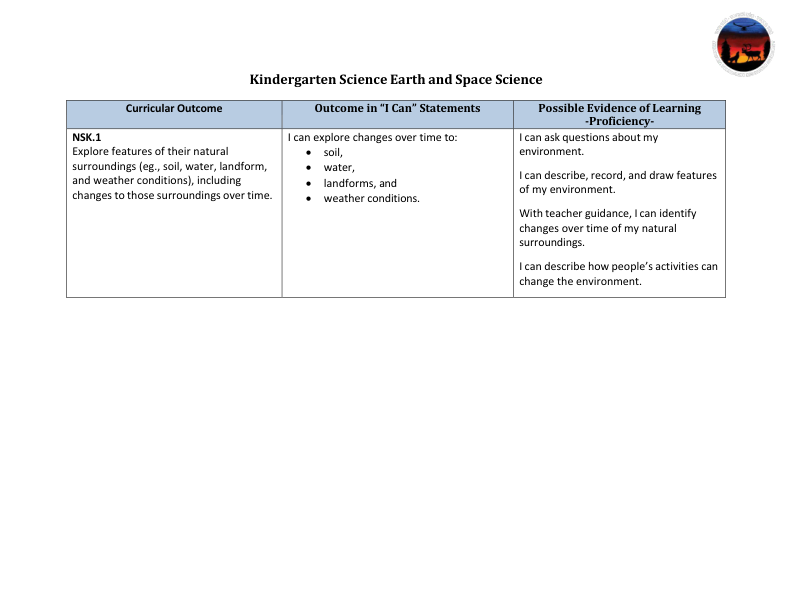 Kindergarten Science Earth and Space Science
Curricular Outcome
Outcome in “I Can” Statements
Possible Evidence of Learning
-Proficiency-
NSK.1
Explore features of their natural
surroundings (eg., soil, water, landform,
and weather conditions), including
changes to those surroundings over time.
I can explore changes over time to:
• soil,
• water,
• landforms, and
• weather conditions.
I can ask questions about my
environment.
I can describe, record, and draw features
of my environment.
With teacher guidance, I can identify
changes over time of my natural
surroundings.
I can describe how people’s activities can
change the environment.